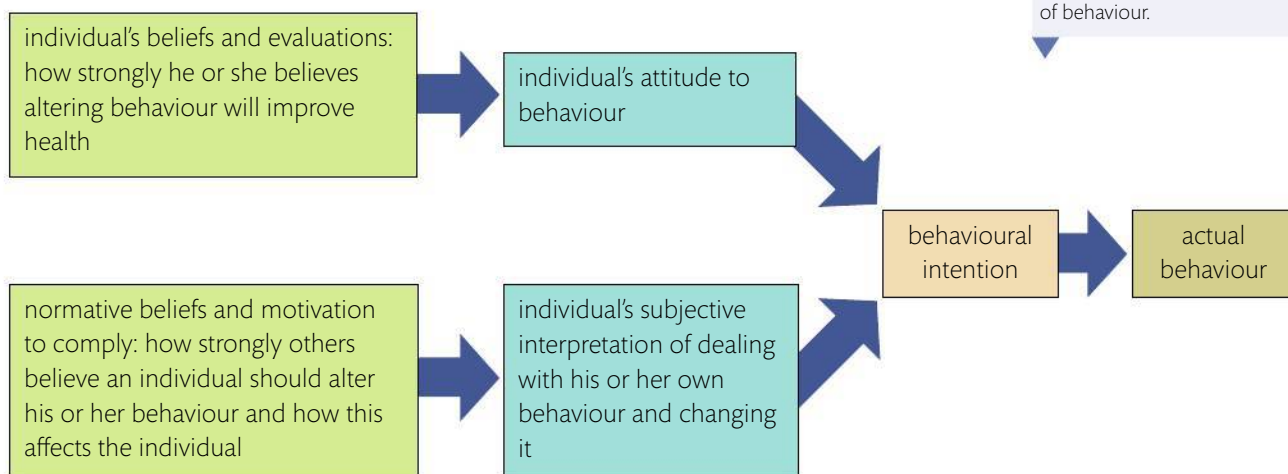 of behaviour.
individual's beliefs and evaluations:
how strongly he or she believes
altering behaviour will improve
health
individual's attitude to
behaviour
behavioural
intention
actual
behaviour
normative beliefs and motivation
to comply: how strongly others
believe an individual should alter
his or her behaviour and how this
affects the individual
individual's subjective
interpretation of dealing
with his or her own
behaviour and changing
it